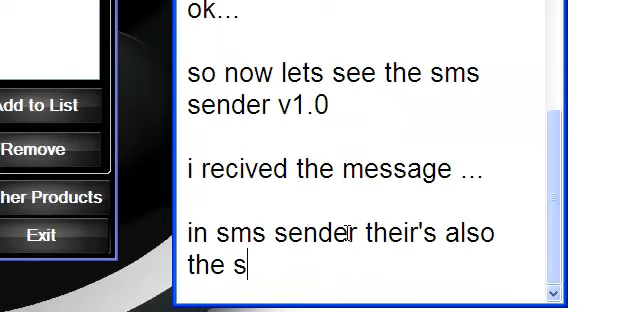 ok...
so now lets see the sms
sender v1.0
i recived the message ...
in sms sender their's also
the s
Add to List
Remove
her Products
Exit